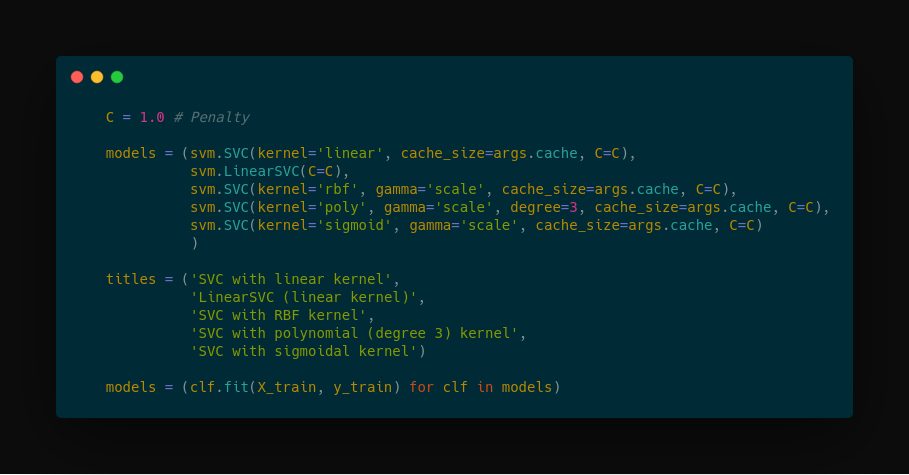 C = 1.0 # Penalty
models = (svm.SVC(kernel='linear', cache_size=args.cache, C=C),
svm.LinearSVC(C=C),
svm.SVC(kernel='rbf', gamma='scale', cache_size=args.cache, C=C),
svm.SVC(kernel='poly', gamma='scale', degree=3, cache_size=args.cache, C=C),
svm.SVC(kernel='sigmoid', gamma='scale', cache_size=args.cache, C=C)
)
titles = ('SVC with linear kernel',
'LinearSVC (linear kernel)',
'SVC with RBF kernel',
'SVC with polynomial (degree 3) kernel',
'SVC with sigmoidal kernel')
models = (clf.fit(X_train, y_train) for clf in models)